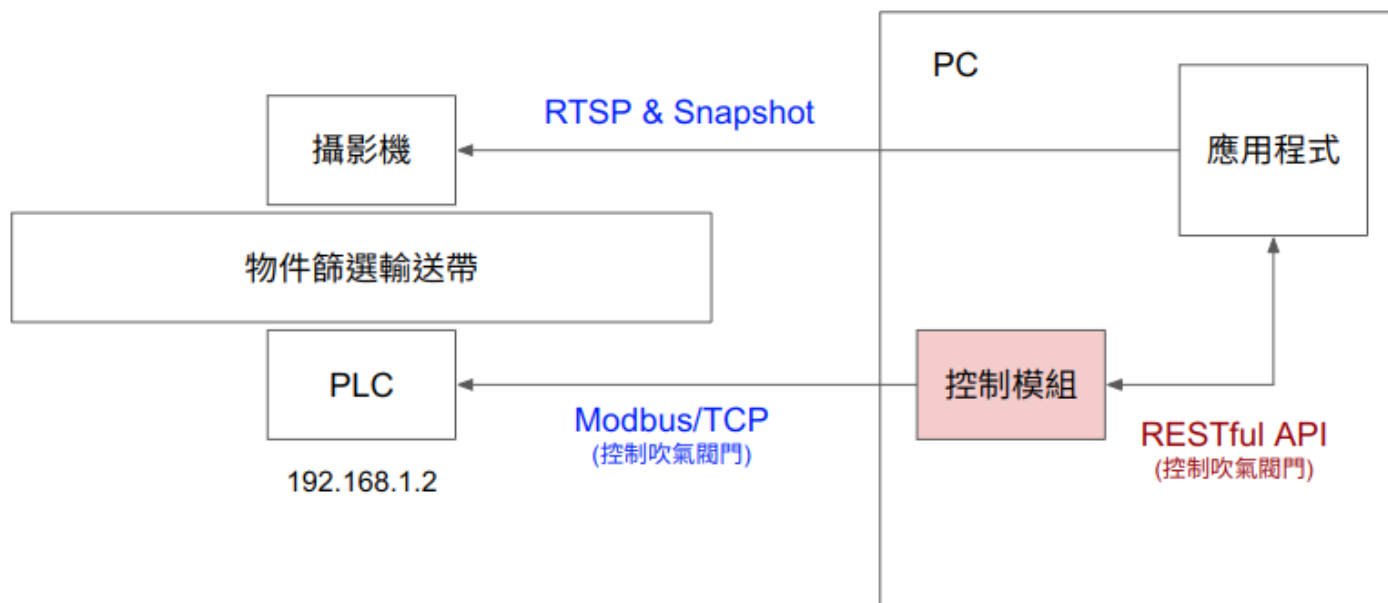 PC
RTSP & Snapshot
攝影機
應用程式
物件篩選輸送帶
PLC
控制模組
Modbus/TCP
(控制吹氣閥門)
RESTful API
(控制吹氣閥門)
192.168.1.2